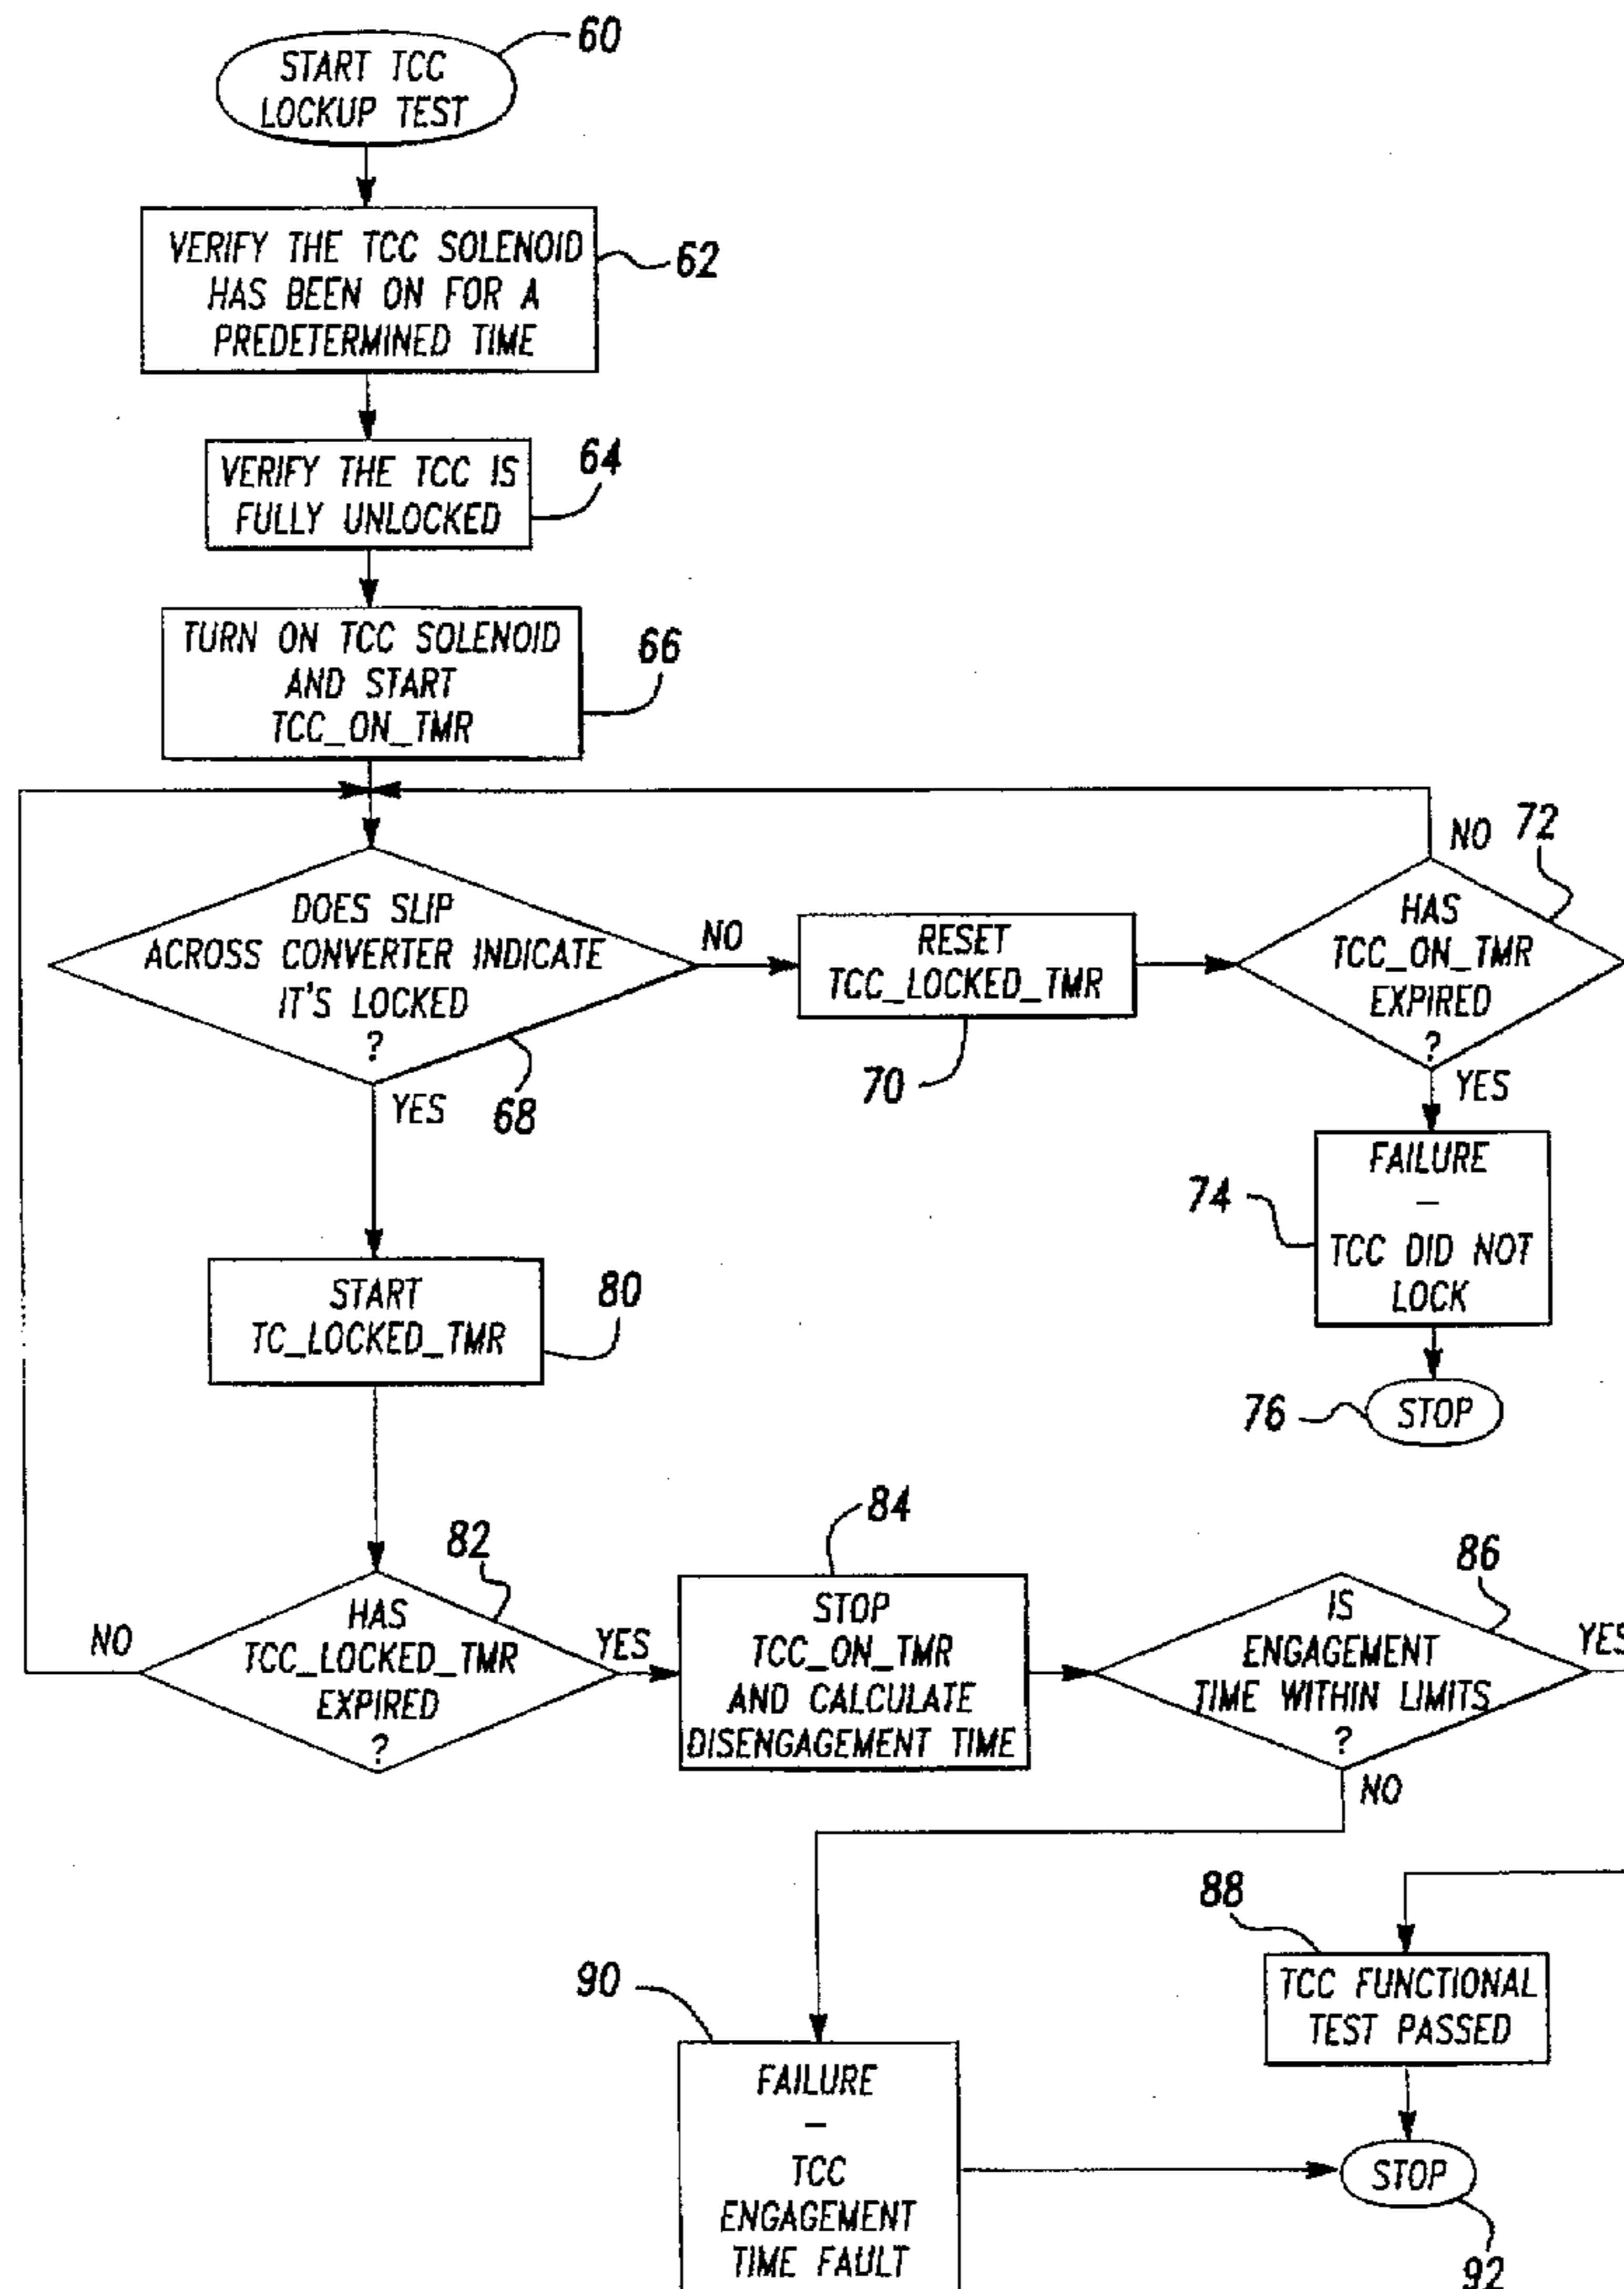 60
START TCC
LOCKUP TEST
VERIFY THE TCC SOLENOID
HAS BEEN ON FOR A
PREDETERMINED TIME
62
VERIFY THE TCC IS
FULLY UNLOCKED
64
TURN ON TCC SOLENOID
AND START
TCC_ON_TMR
66
DOES SLIP
ACROSS CONVERTER INDICATE
IT'S LOCKED
?
68
NO
YES
RESET
TCC_LOCKED_TMR
70
NO
72
HAS
TCC_ON_TMR
EXPIRED
?
YES
FAILURE
–
TCC DID NOT
LOCK
74
STOP
76
START
TC_LOCKED_TMR
80
82
HAS
TCC_LOCKED_TMR
EXPIRED
?
NO
YES
84
STOP
TCC_ON_TMR
AND CALCULATE
DISENGAGEMENT TIME
86
IS
ENGAGEMENT
TIME WITHIN LIMITS
?
YES
NO
88
TCC FUNCTIONAL
TEST PASSED
90
FAILURE
–
TCC
ENGAGEMENT
TIME FAULT
STOP
92